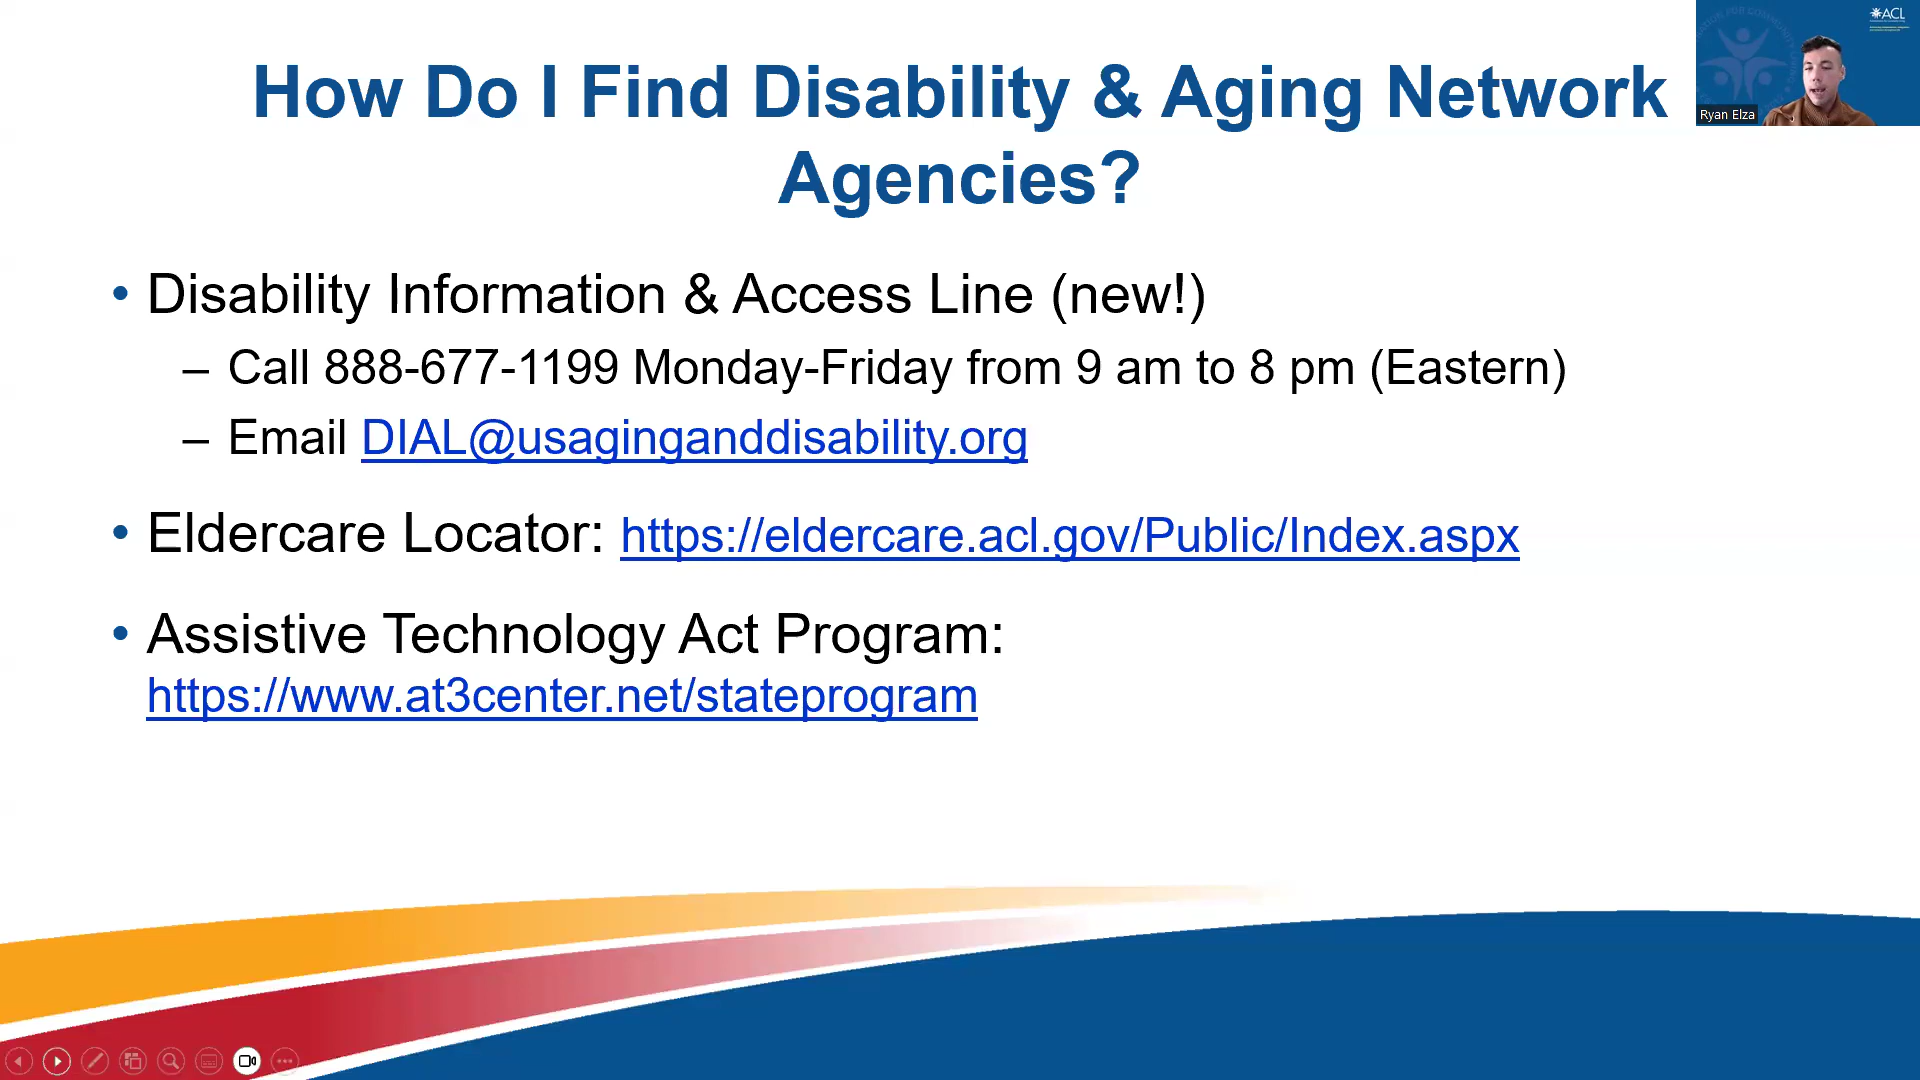 How Do I Find Disability & Aging Network
Agencies?
ACL
Ryan Elza
• Disability Information & Access Line (new!)
– Call 888-677-1199 Monday-Friday from 9 am to 8 pm (Eastern)
– Email DIAL@usaginganddisability.org
• Eldercare Locator: https://eldercare.acl.gov/Public/Index.aspx
• Assistive Technology Act Program:
https://www.at3center.net/stateprogram